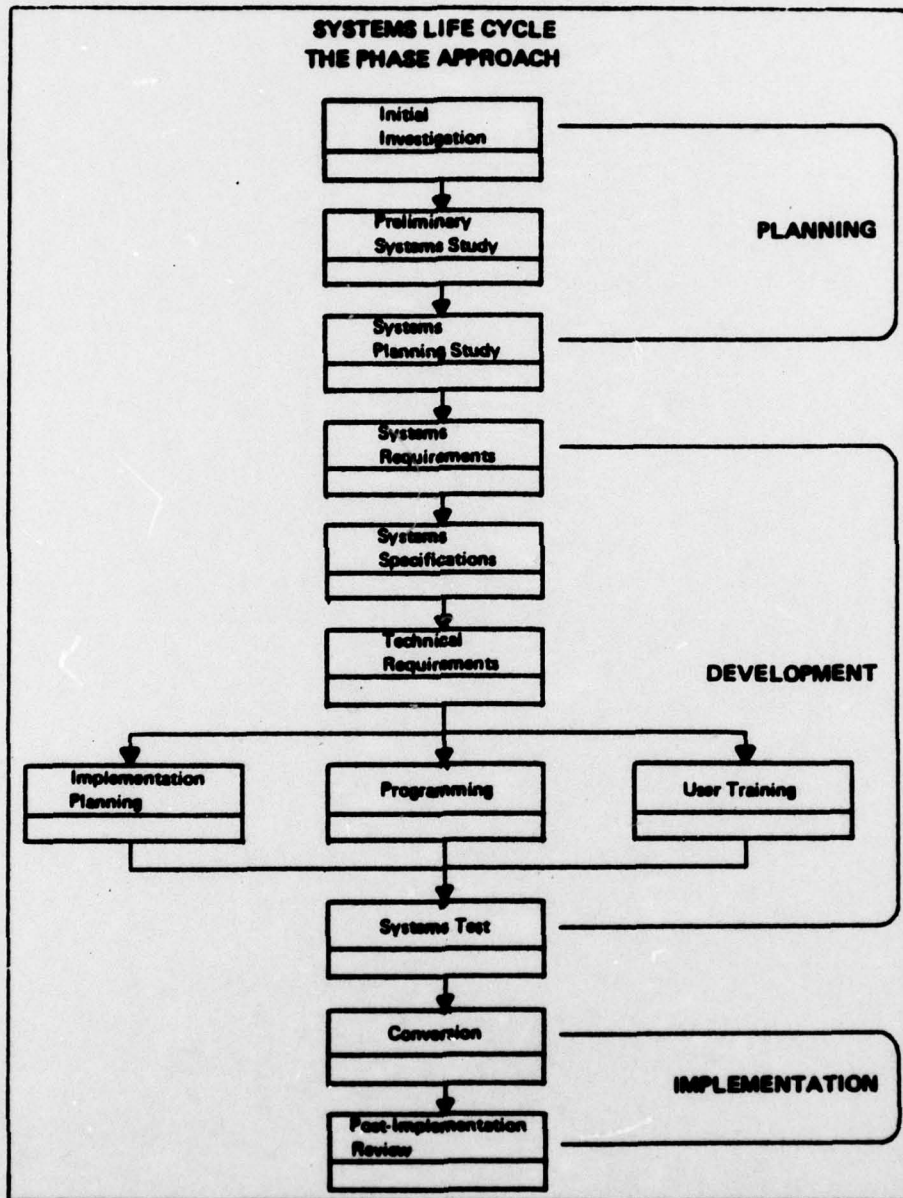 SYSTEMS LIFE CYCLE
THE PHASE APPROACH
Initial
Investigation
Preliminary
Systems Study
PLANNING
Systems
Planning Study
Systems
Requirements
Systems
Specifications
Technical
Requirements
DEVELOPMENT
Implementation
Planning
Programming
User Training
Systems Test
Conversion
IMPLEMENTATION
Post-Implementation
Review